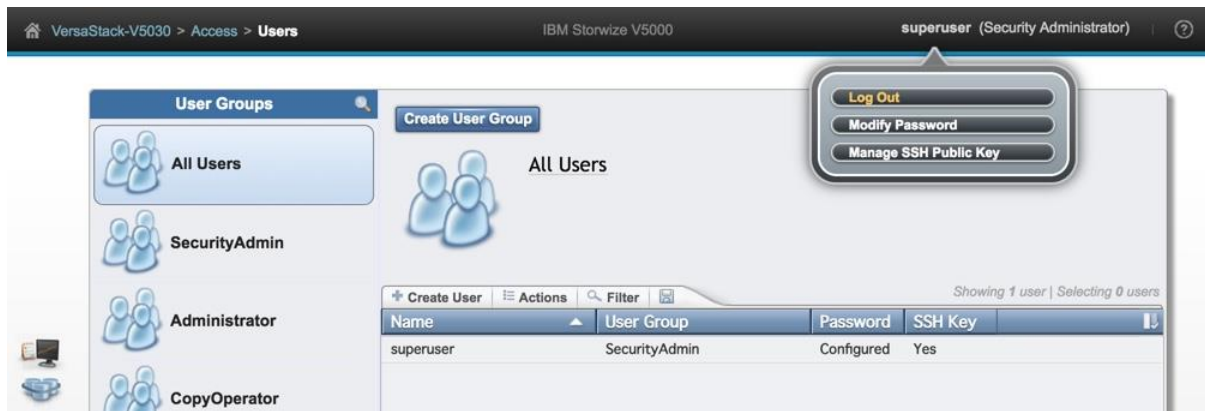 VersaStack-V5030 > Access > Users
IBM Storwize V5000
superuser (Security Administrator)
?
Log Out
Modify Password
Manage SSH Public Key
User Groups
All Users
SecurityAdmin
Administrator
CopyOperator
Create User Group
All Users
Create User
Actions
Filter
Showing 1 user | Selecting 0 users
Name User Group Password SSH Key
superuser SecurityAdmin Configured Yes